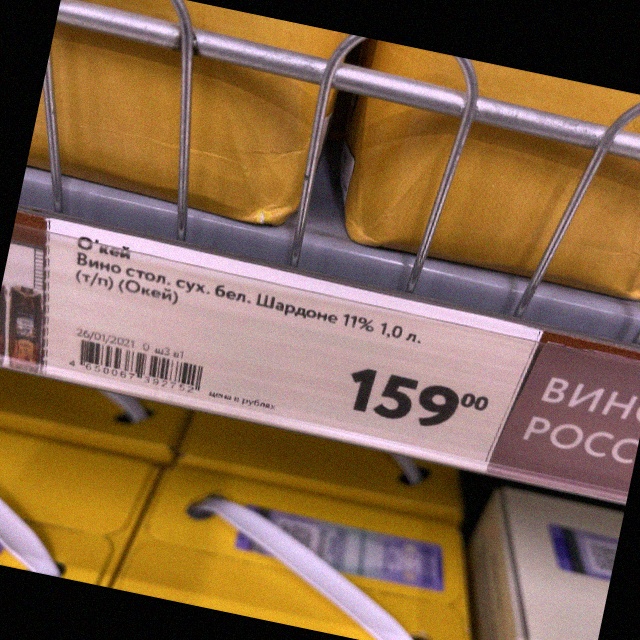 О'кей
Вино стол. сух. бел. Шардоне 11% 1,0 л.
(т/п) (Окей)
26/01/2021
159⁰⁰
цена в рублях
ВИН
РОСС